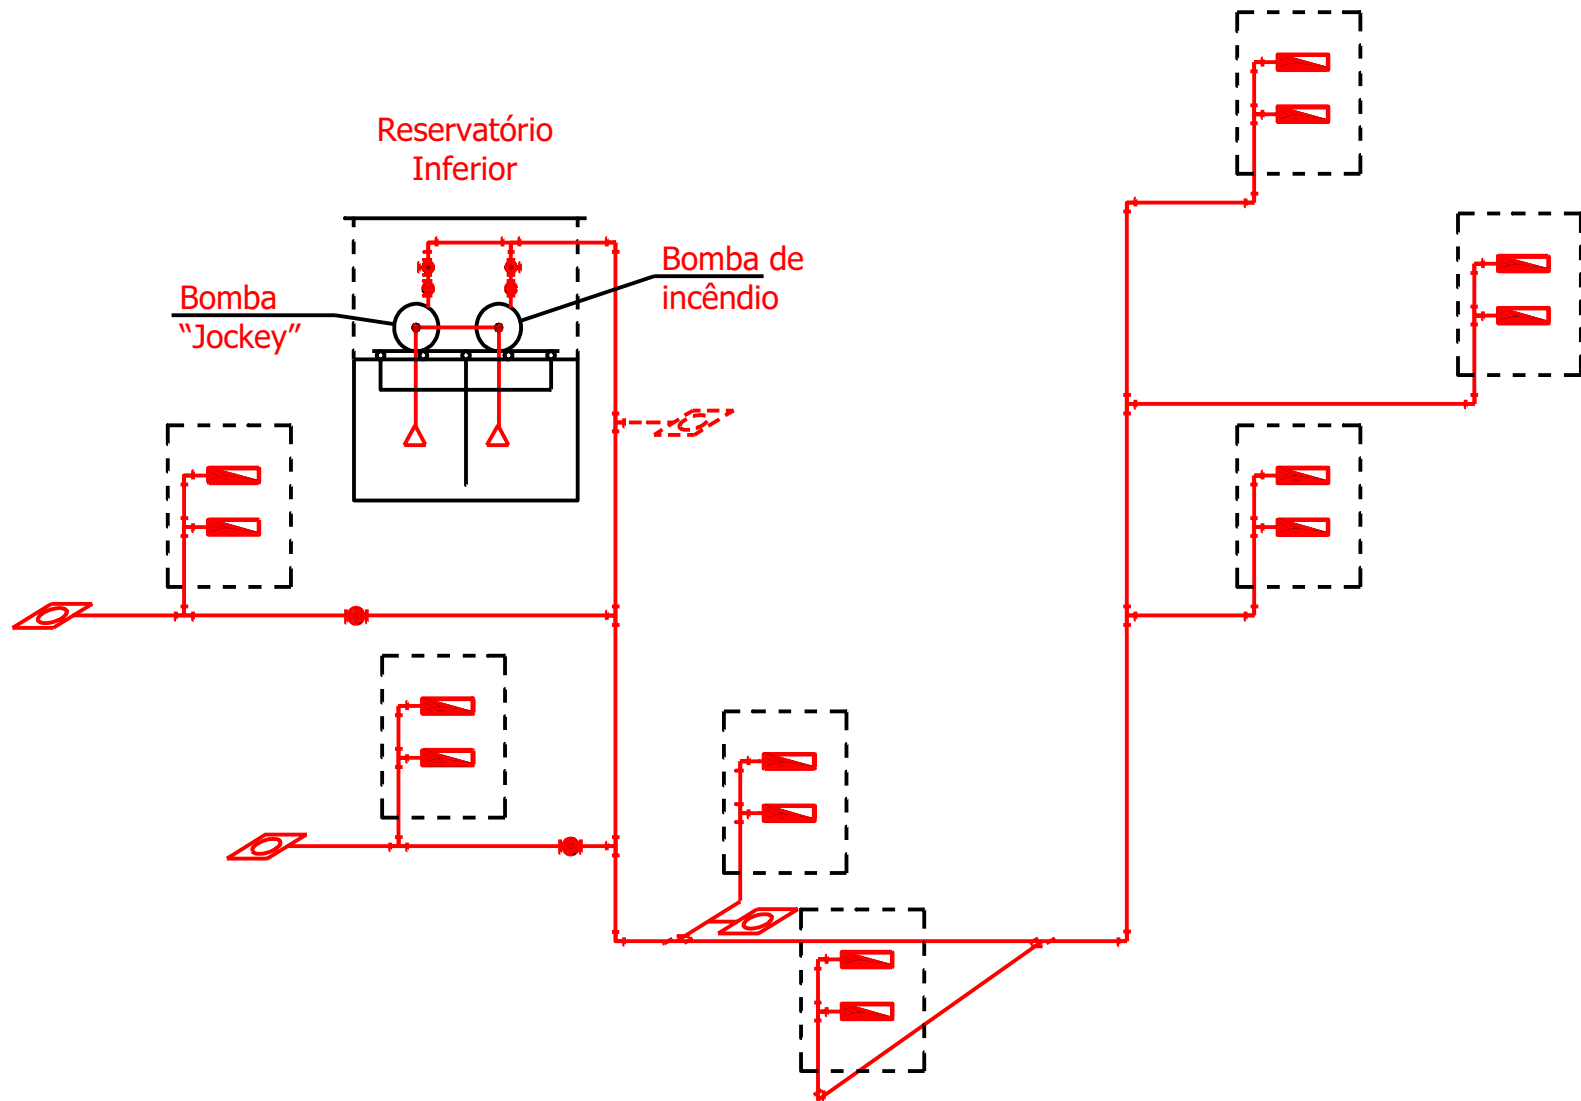 Reservatório
Inferior
Bomba de
incêndio
Bomba
“Jockey”